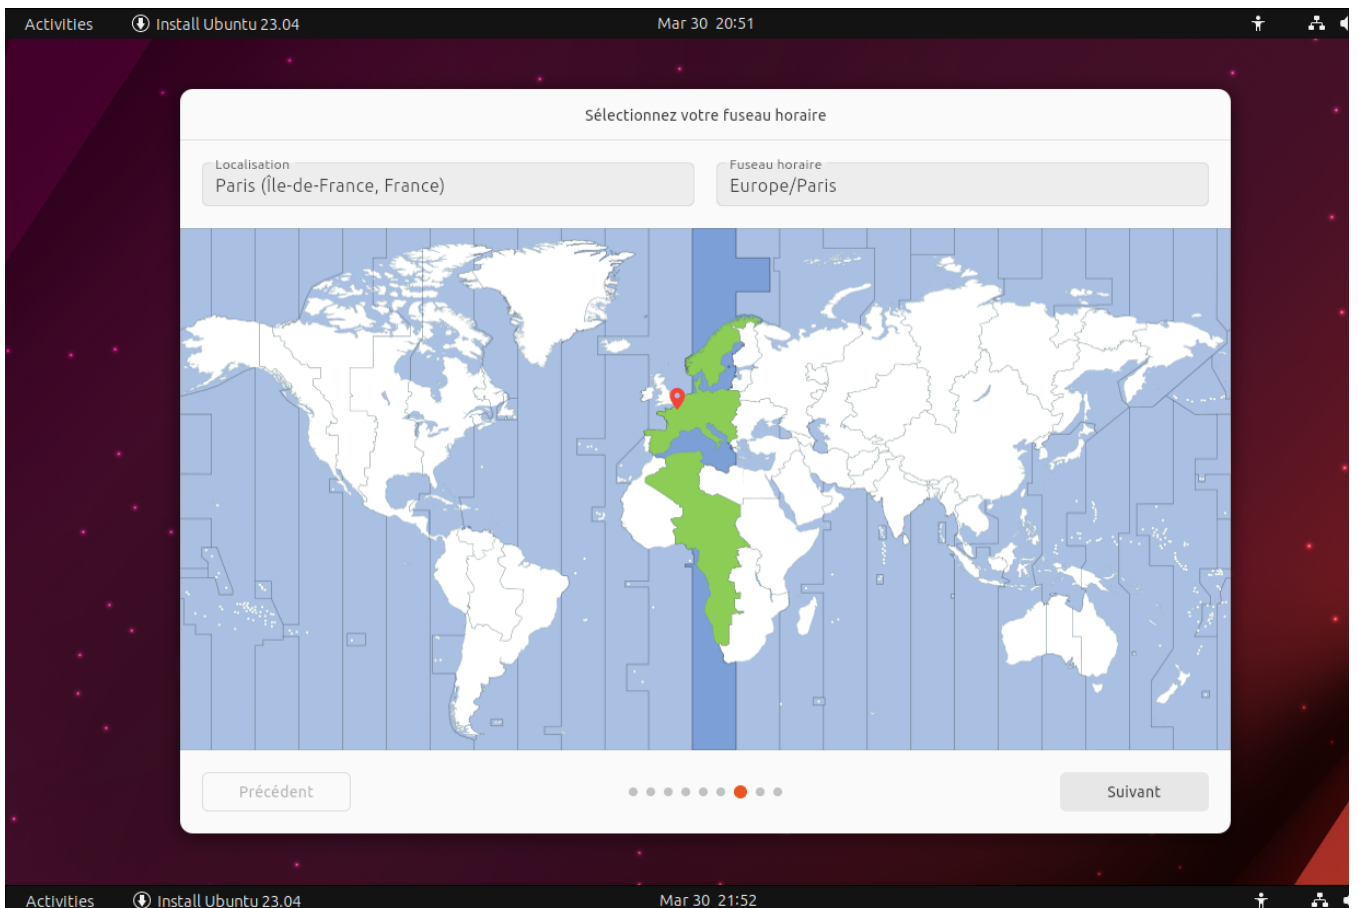 Activities Install Ubuntu 23.04 Mar 30 20:51
Sélectionnez votre fuseau horaire
Localisation Fuseau horaire
Paris (Île-de-France, France) Europe/Paris
Précédent Suivant
Activities Install Ubuntu 23.04 Mar 30 21:52